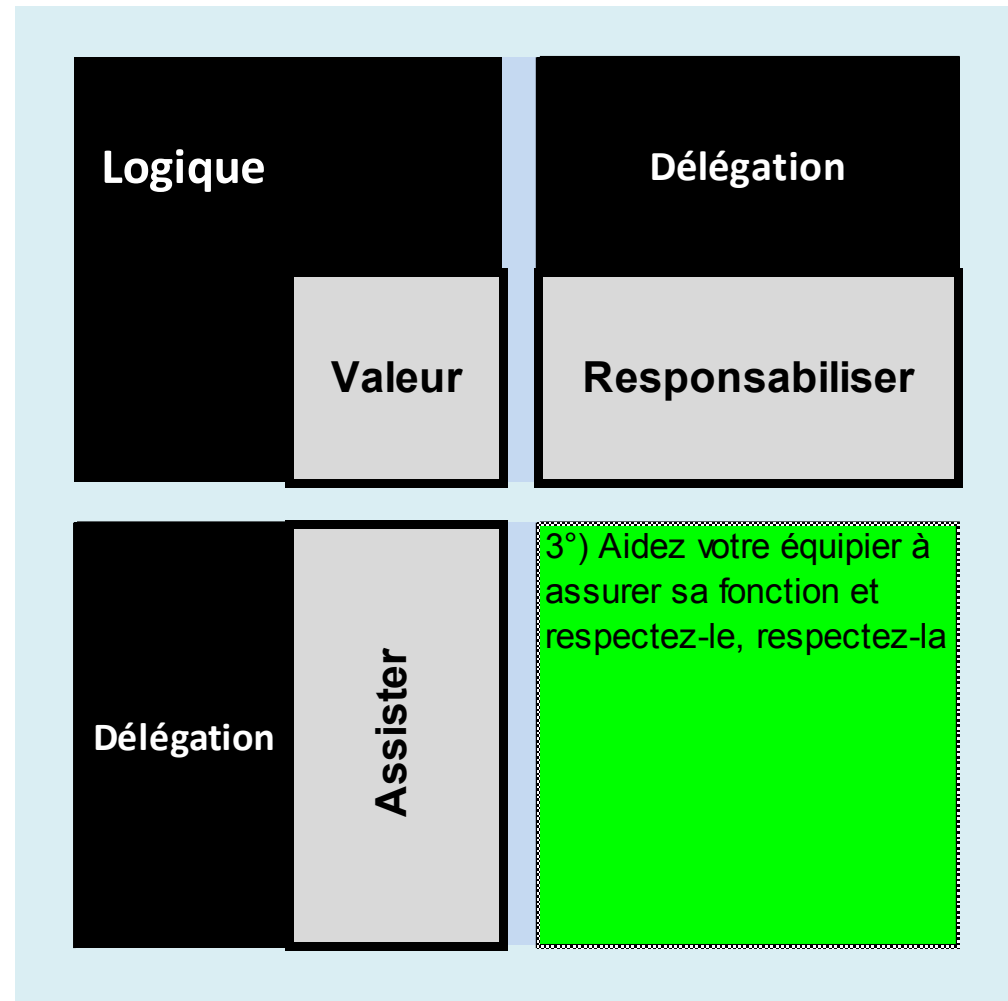 Logique
Délégation
Valeur
Responsabiliser
Délégation
Assister
3°) Aidez votre équipier à
assurer sa fonction et
respectez-le, respectez-la